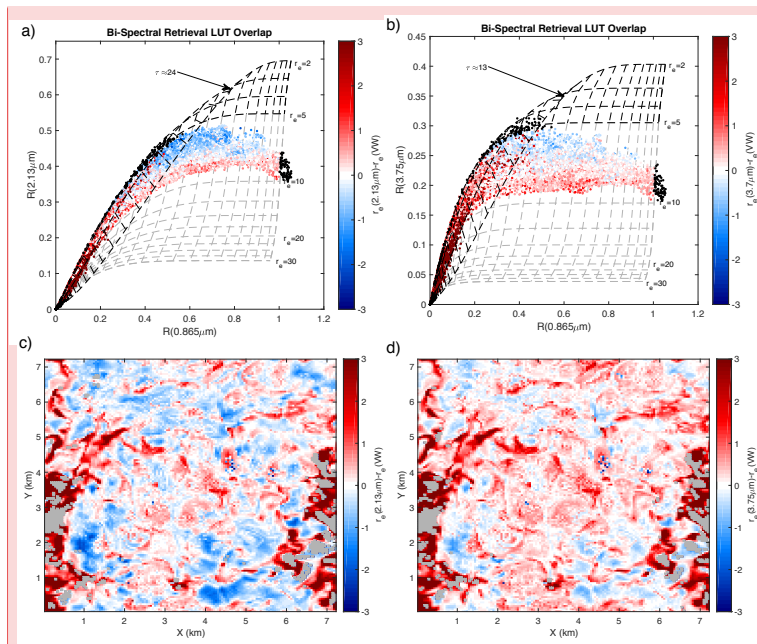 a)
Bi-Spectral Retrieval LUT Overlap
R(2.13μm)
0.7
0.6
0.5
0.4
0.3
0.2
0.1
0
τ ≈24
r_e=2
r_e=5
e=10
r_e=20
r_e=30
0 0.2 0.4 0.6 0.8 1 1.2
R(0.865μm)
3
2
1
0
-1
-2
-3
r_e(2.13μm)-r_e(VW)
b)
Bi-Spectral Retrieval LUT Overlap
R(3.75μm)
0.4
0.35
0.3
0.25
0.2
0.15
0.1
0.05
0
τ ≈13
r_e=2
r_e=5
e=10
r_e=20
r_e=30
0 0.2 0.4 0.6 0.8 1 1.2
R(0.865μm)
3
2
1
0
-1
-2
-3
r_e(3.7μm)-r_e(VW)
c)
Y (km)
7
6
5
4
3
2
1
1 2 3 4 5 6 7
X (km)
3
2
1
0
-1
-2
-3
r_e(2.13μm)-r_e(VW)
d)
Y (km)
7
6
5
4
3
2
1
1 2 3 4 5 6 7
X (km)
3
2
1
0
-1
-2
-3
r_e(3.75μm)-r_e(VW)